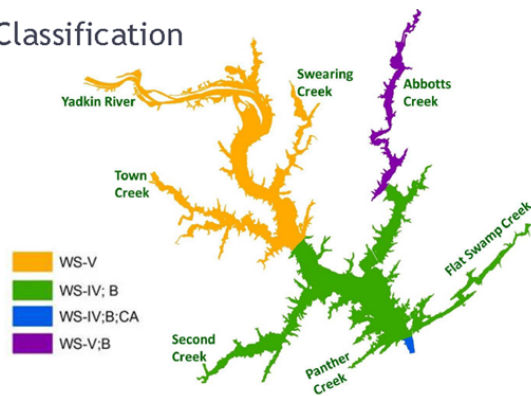 Classification
Swearing
Creek
Abbotts
Creek
Yadkin River
Town
Creek
Flat Swamp Creek
WS-V
WS-IV; B
WS-IV;B;CA
WS-V;B
Second
Creek
Panther
Creek